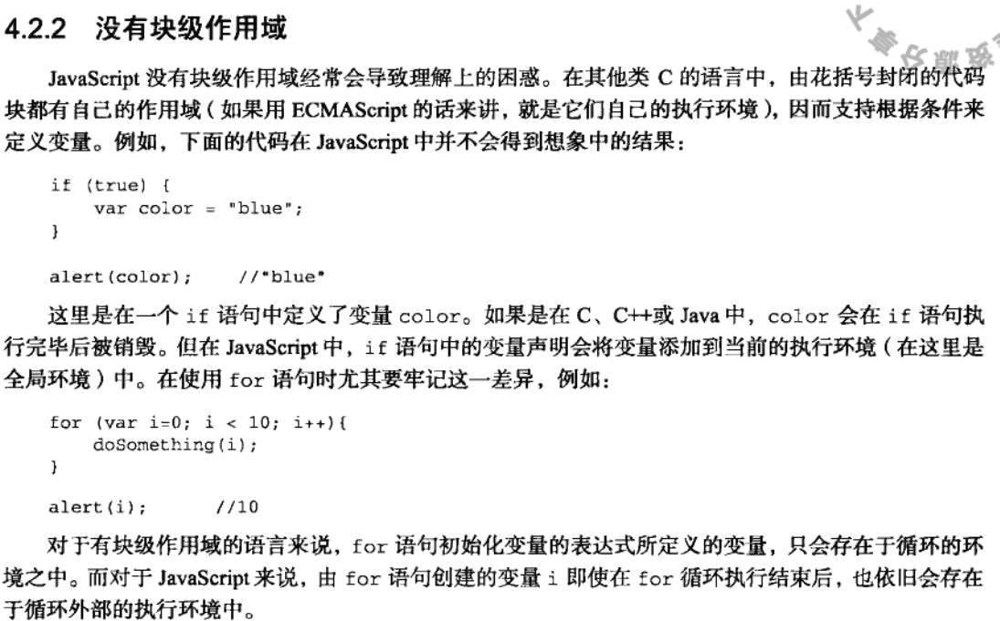 4.2.2 没有块级作用域
下
载
分
享
源
资
JavaScript 没有块级作用域经常会导致理解上的困惑。在其他类 C 的语言中，由花括号封闭的代码
块都有自己的作用域（如果用 ECMAScript 的话来讲，就是它们自己的执行环境），因而支持根据条件来
定义变量。例如，下面的代码在 JavaScript 中并不会得到想象中的结果：
if (true) {
var color = "blue";
}
alert(color); //"blue"
这里是在一个 if 语句中定义了变量 color。如果是在 C、C++或 Java 中，color 会在 if 语句执
行完毕后被销毁。但在 JavaScript 中，if 语句中的变量声明会将变量添加到当前的执行环境（在这里是
全局环境）中。在使用 for 语句时尤其要牢记这一差异，例如：
for (var i=0; i < 10; i++){
doSomething(i);
}
alert(i); //10
对于有块级作用域的语言来说，for 语句初始化变量的表达式所定义的变量，只会存在于循环的环
境之中。而对于 JavaScript 来说，由 for 语句创建的变量 i 即使在 for 循环执行结束后，也依旧会存在
于循环外部的执行环境中。